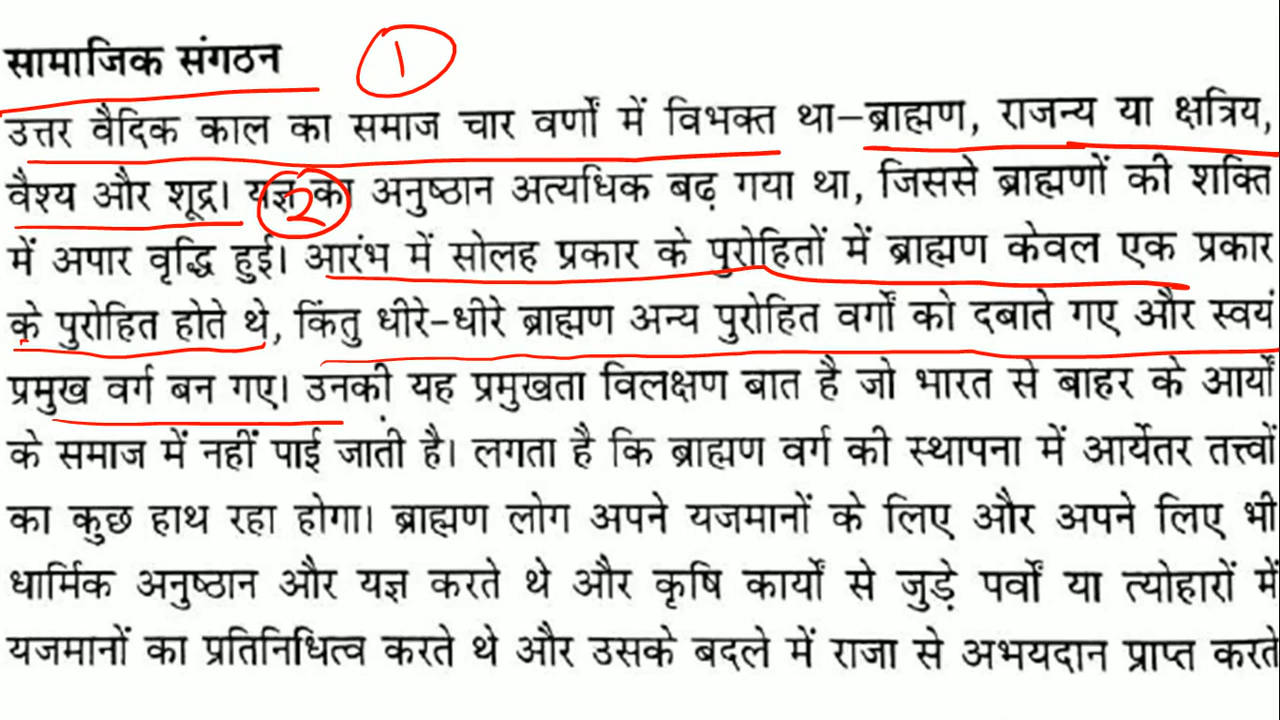 सामाजिक संगठन 1
उत्तर वैदिक काल का समाज चार वर्णों में विभक्त था–ब्राह्मण, राजन्य या क्षत्रिय,
वैश्य और शूद्र। यज्ञ का 2 अनुष्ठान अत्यधिक बढ़ गया था, जिससे ब्राह्मणों की शक्ति
में अपार वृद्धि हुई। आरंभ में सोलह प्रकार के पुरोहितों में ब्राह्मण केवल एक प्रकार
के पुरोहित होते थे, किंतु धीरे-धीरे ब्राह्मण अन्य पुरोहित वर्गों को दबाते गए और स्वयं
प्रमुख वर्ग बन गए। उनकी यह प्रमुखता विलक्षण बात है जो भारत से बाहर के आर्यों
के समाज में नहीं पाई जाती है। लगता है कि ब्राह्मण वर्ग की स्थापना में आर्येतर तत्त्वों
का कुछ हाथ रहा होगा। ब्राह्मण लोग अपने यजमानों के लिए और अपने लिए भी
धार्मिक अनुष्ठान और यज्ञ करते थे और कृषि कार्यों से जुड़े पर्वों या त्योहारों में
यजमानों का प्रतिनिधित्व करते थे और उसके बदले में राजा से अभयदान प्राप्त करते